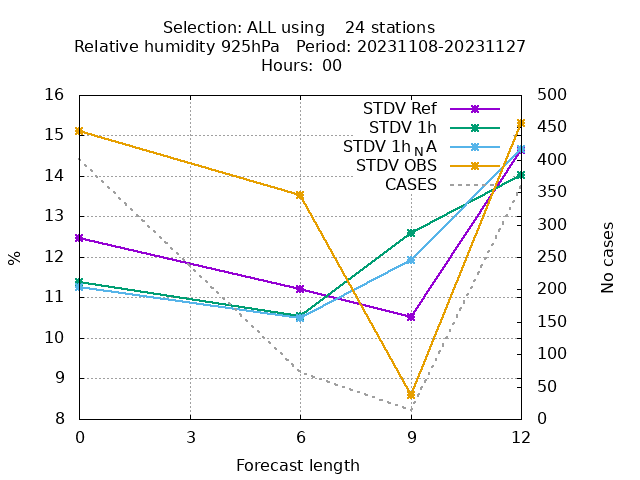 Selection: ALL using    24 stations
Relative humidity 925hPa   Period: 20231108-20231127
Hours: 00
STDV Ref
STDV 1h
STDV 1h_NA
STDV OBS
CASES
%
16
15
14
13
12
11
10
9
8
500
450
400
350
300
250
200
150
100
50
0
No cases
0 3 6 9 12
Forecast length